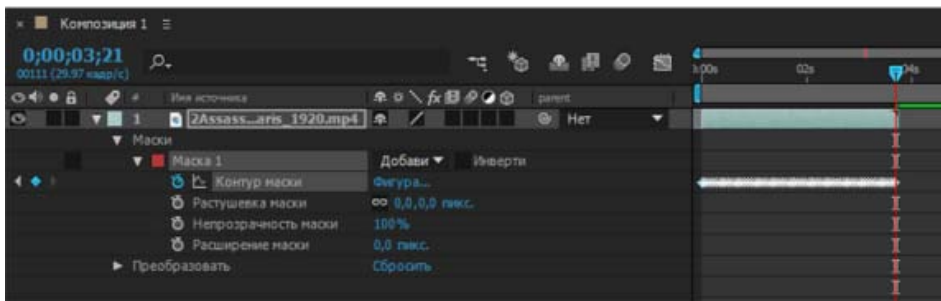 × Композиция 1 ≡
0;00;03;21
00111 (29.97 кадр/с)
:00s 02s 04s
# Имя источника parent
1 2Assass...aris_1920.mp4 Нет
Маски
Маска 1 Добави Инверти
Контур маски Фигура...
Растушевка маски 0,0,0,0 пикс.
Непрозрачность маски 100%
Расширение маски 0,0 пикс.
Преобразовать Сбросить